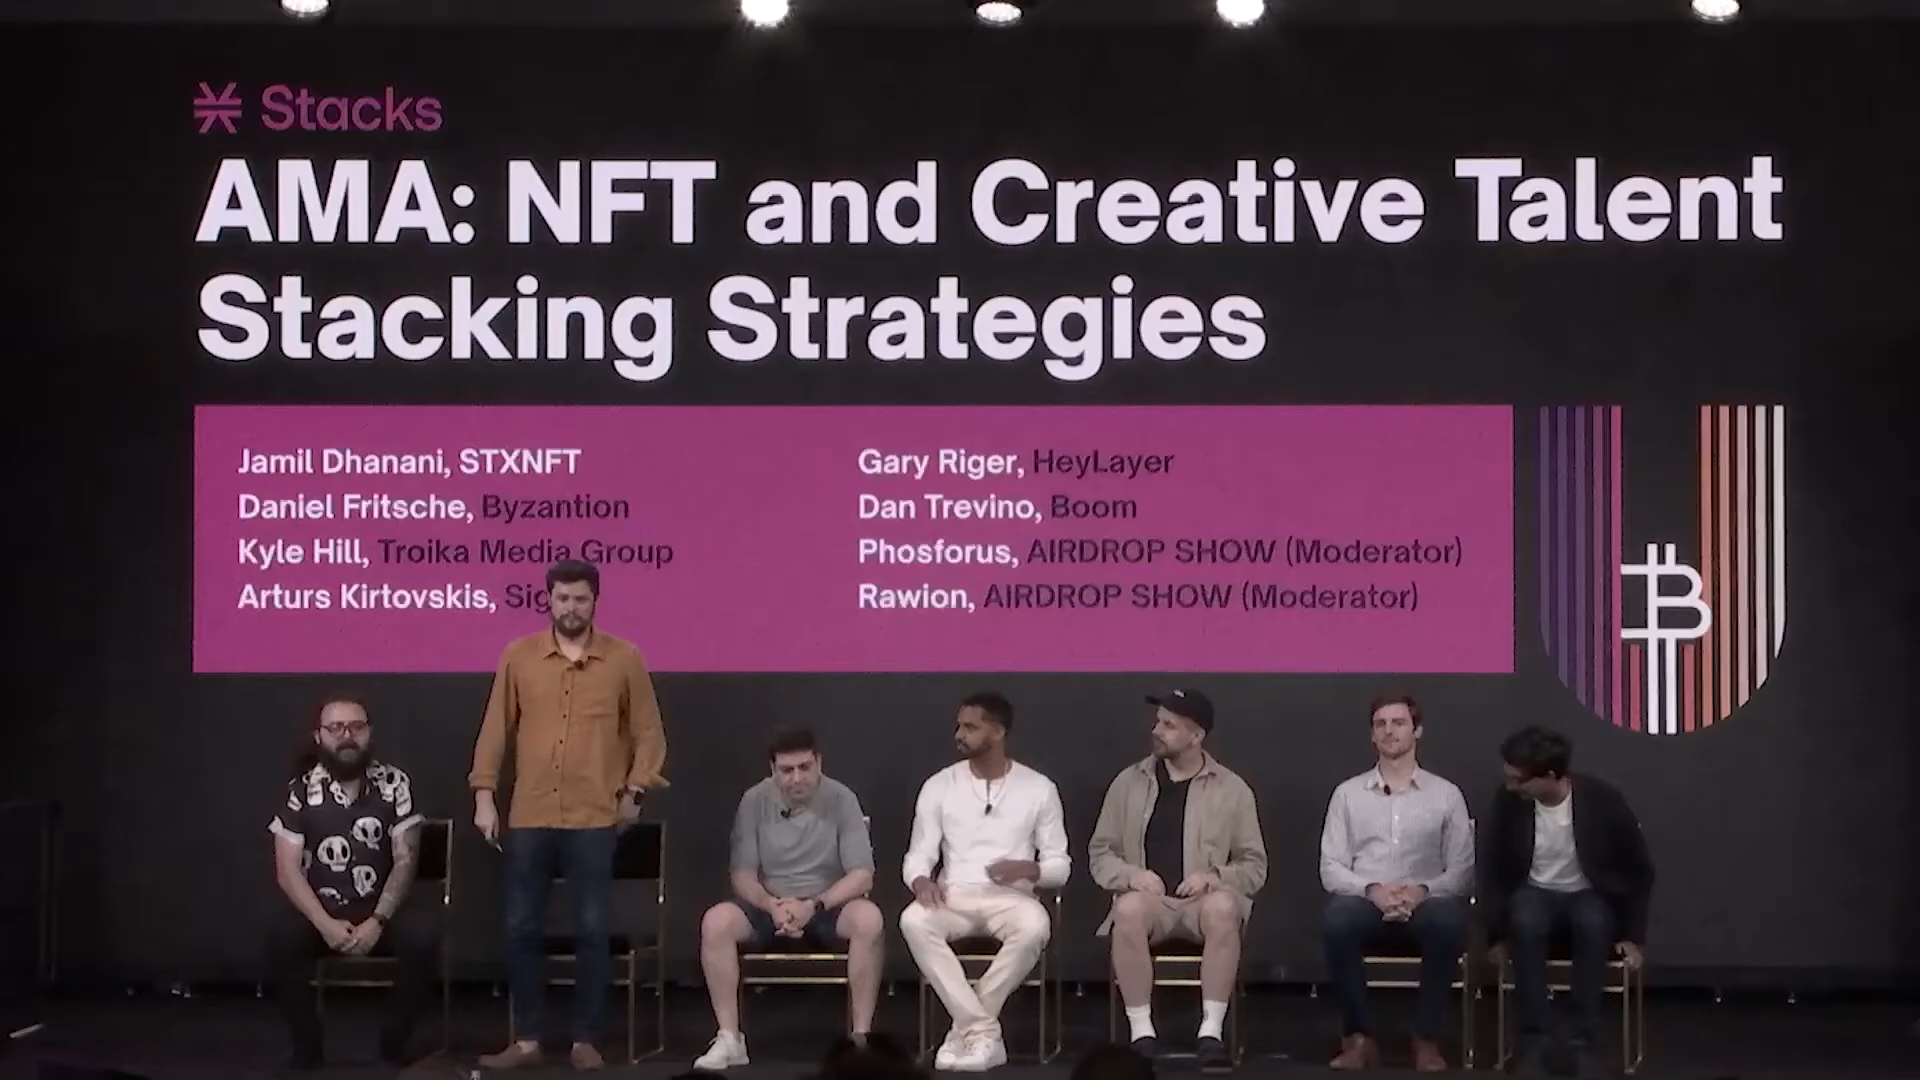 Stacks
AMA: NFT and Creative Talent
Stacking Strategies
Jamil Dhanani, STXNFT
Daniel Fritsche, Byzantion
Kyle Hill, Troika Media Group
Arturs Kirtovskis,
Gary Riger, HeyLayer
Dan Trevino, Boom
Phosforus, AIRDROP SHOW (Moderator)
Rawion, AIRDROP SHOW (Moderator)